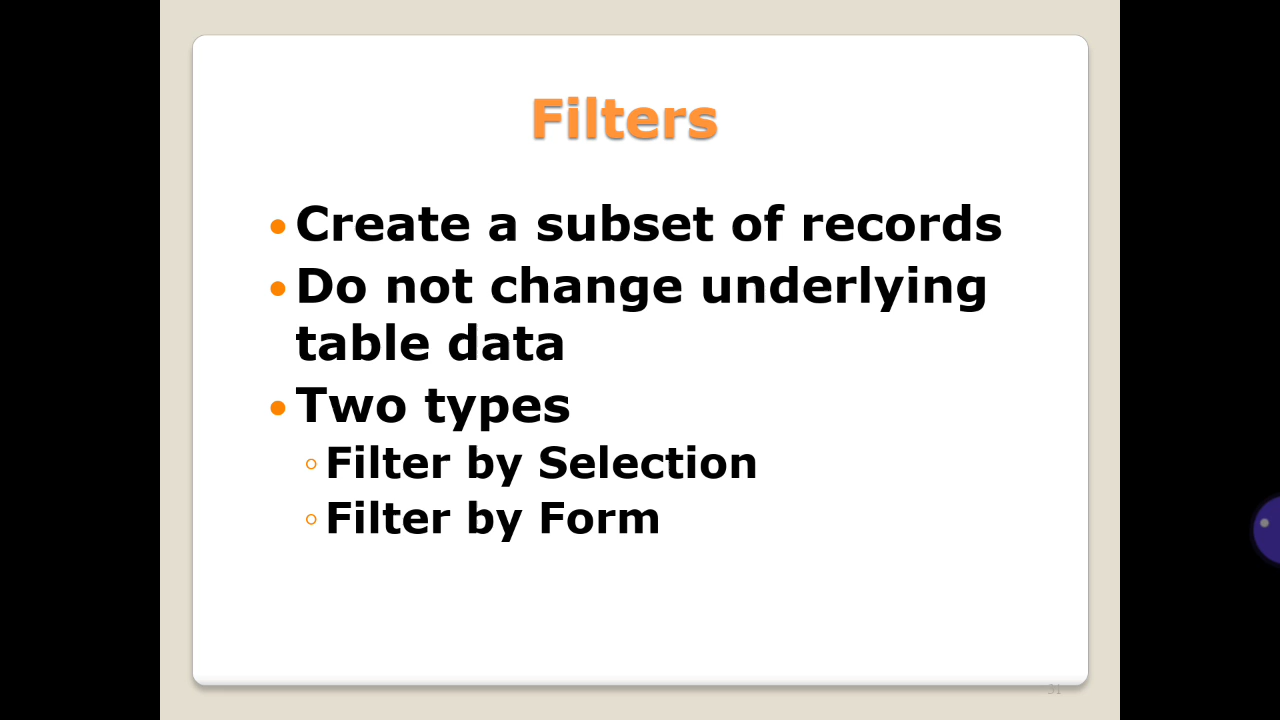 Filters
• Create a subset of records
• Do not change underlying
table data
• Two types
◦ Filter by Selection
◦ Filter by Form
31